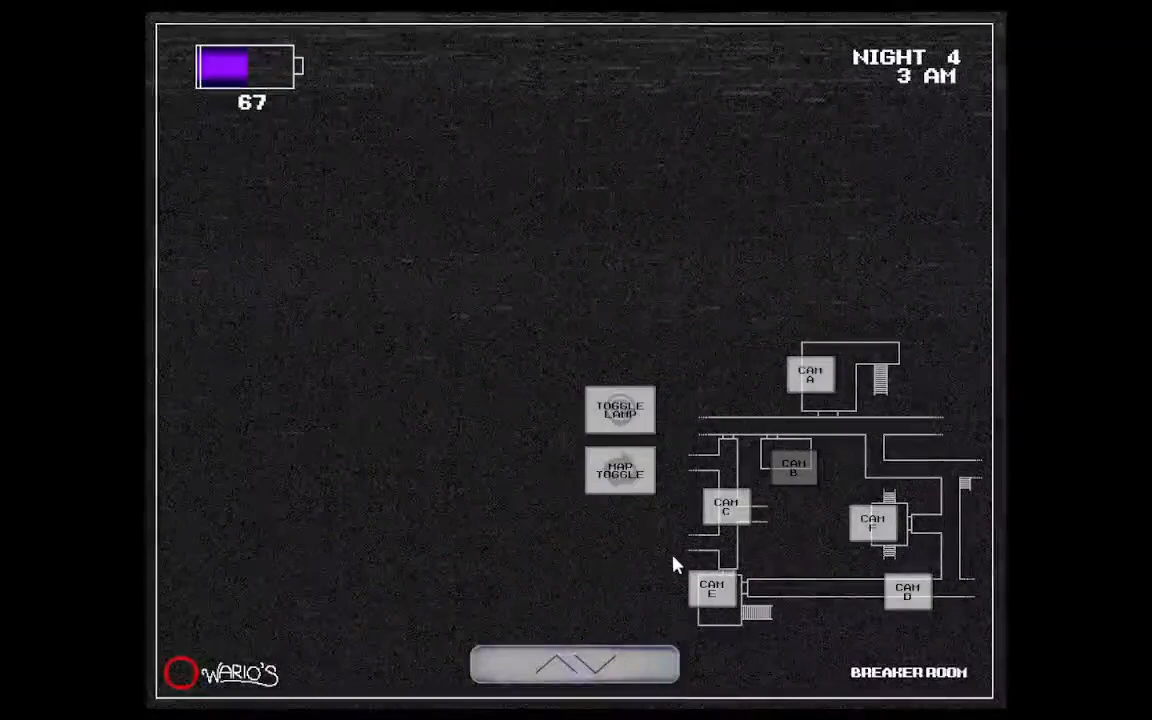 NIGHT 4
3 AM
67
CAM
A
TOGGLE
LAMP
MAP
TOGGLE
CAM
B
CAM
C
CAM
F
CAM
E
CAM
D
WARIO'S
BREAKER ROOM